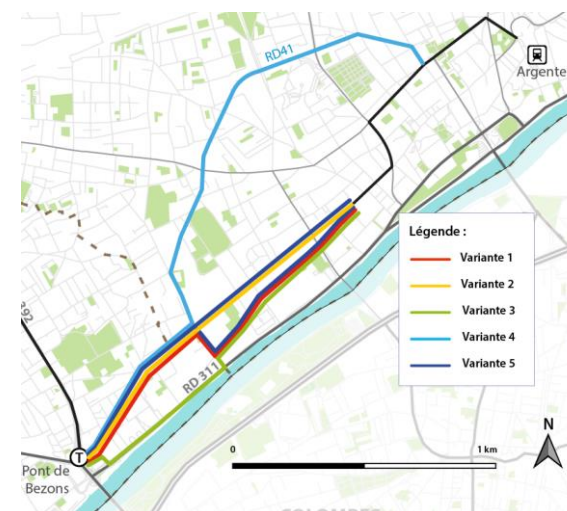 RD41
Argente
Légende :
Variante 1
Variante 2
Variante 3
Variante 4
Variante 5
392
RD 311
T
Pont de
Bezons
0
1 km
N